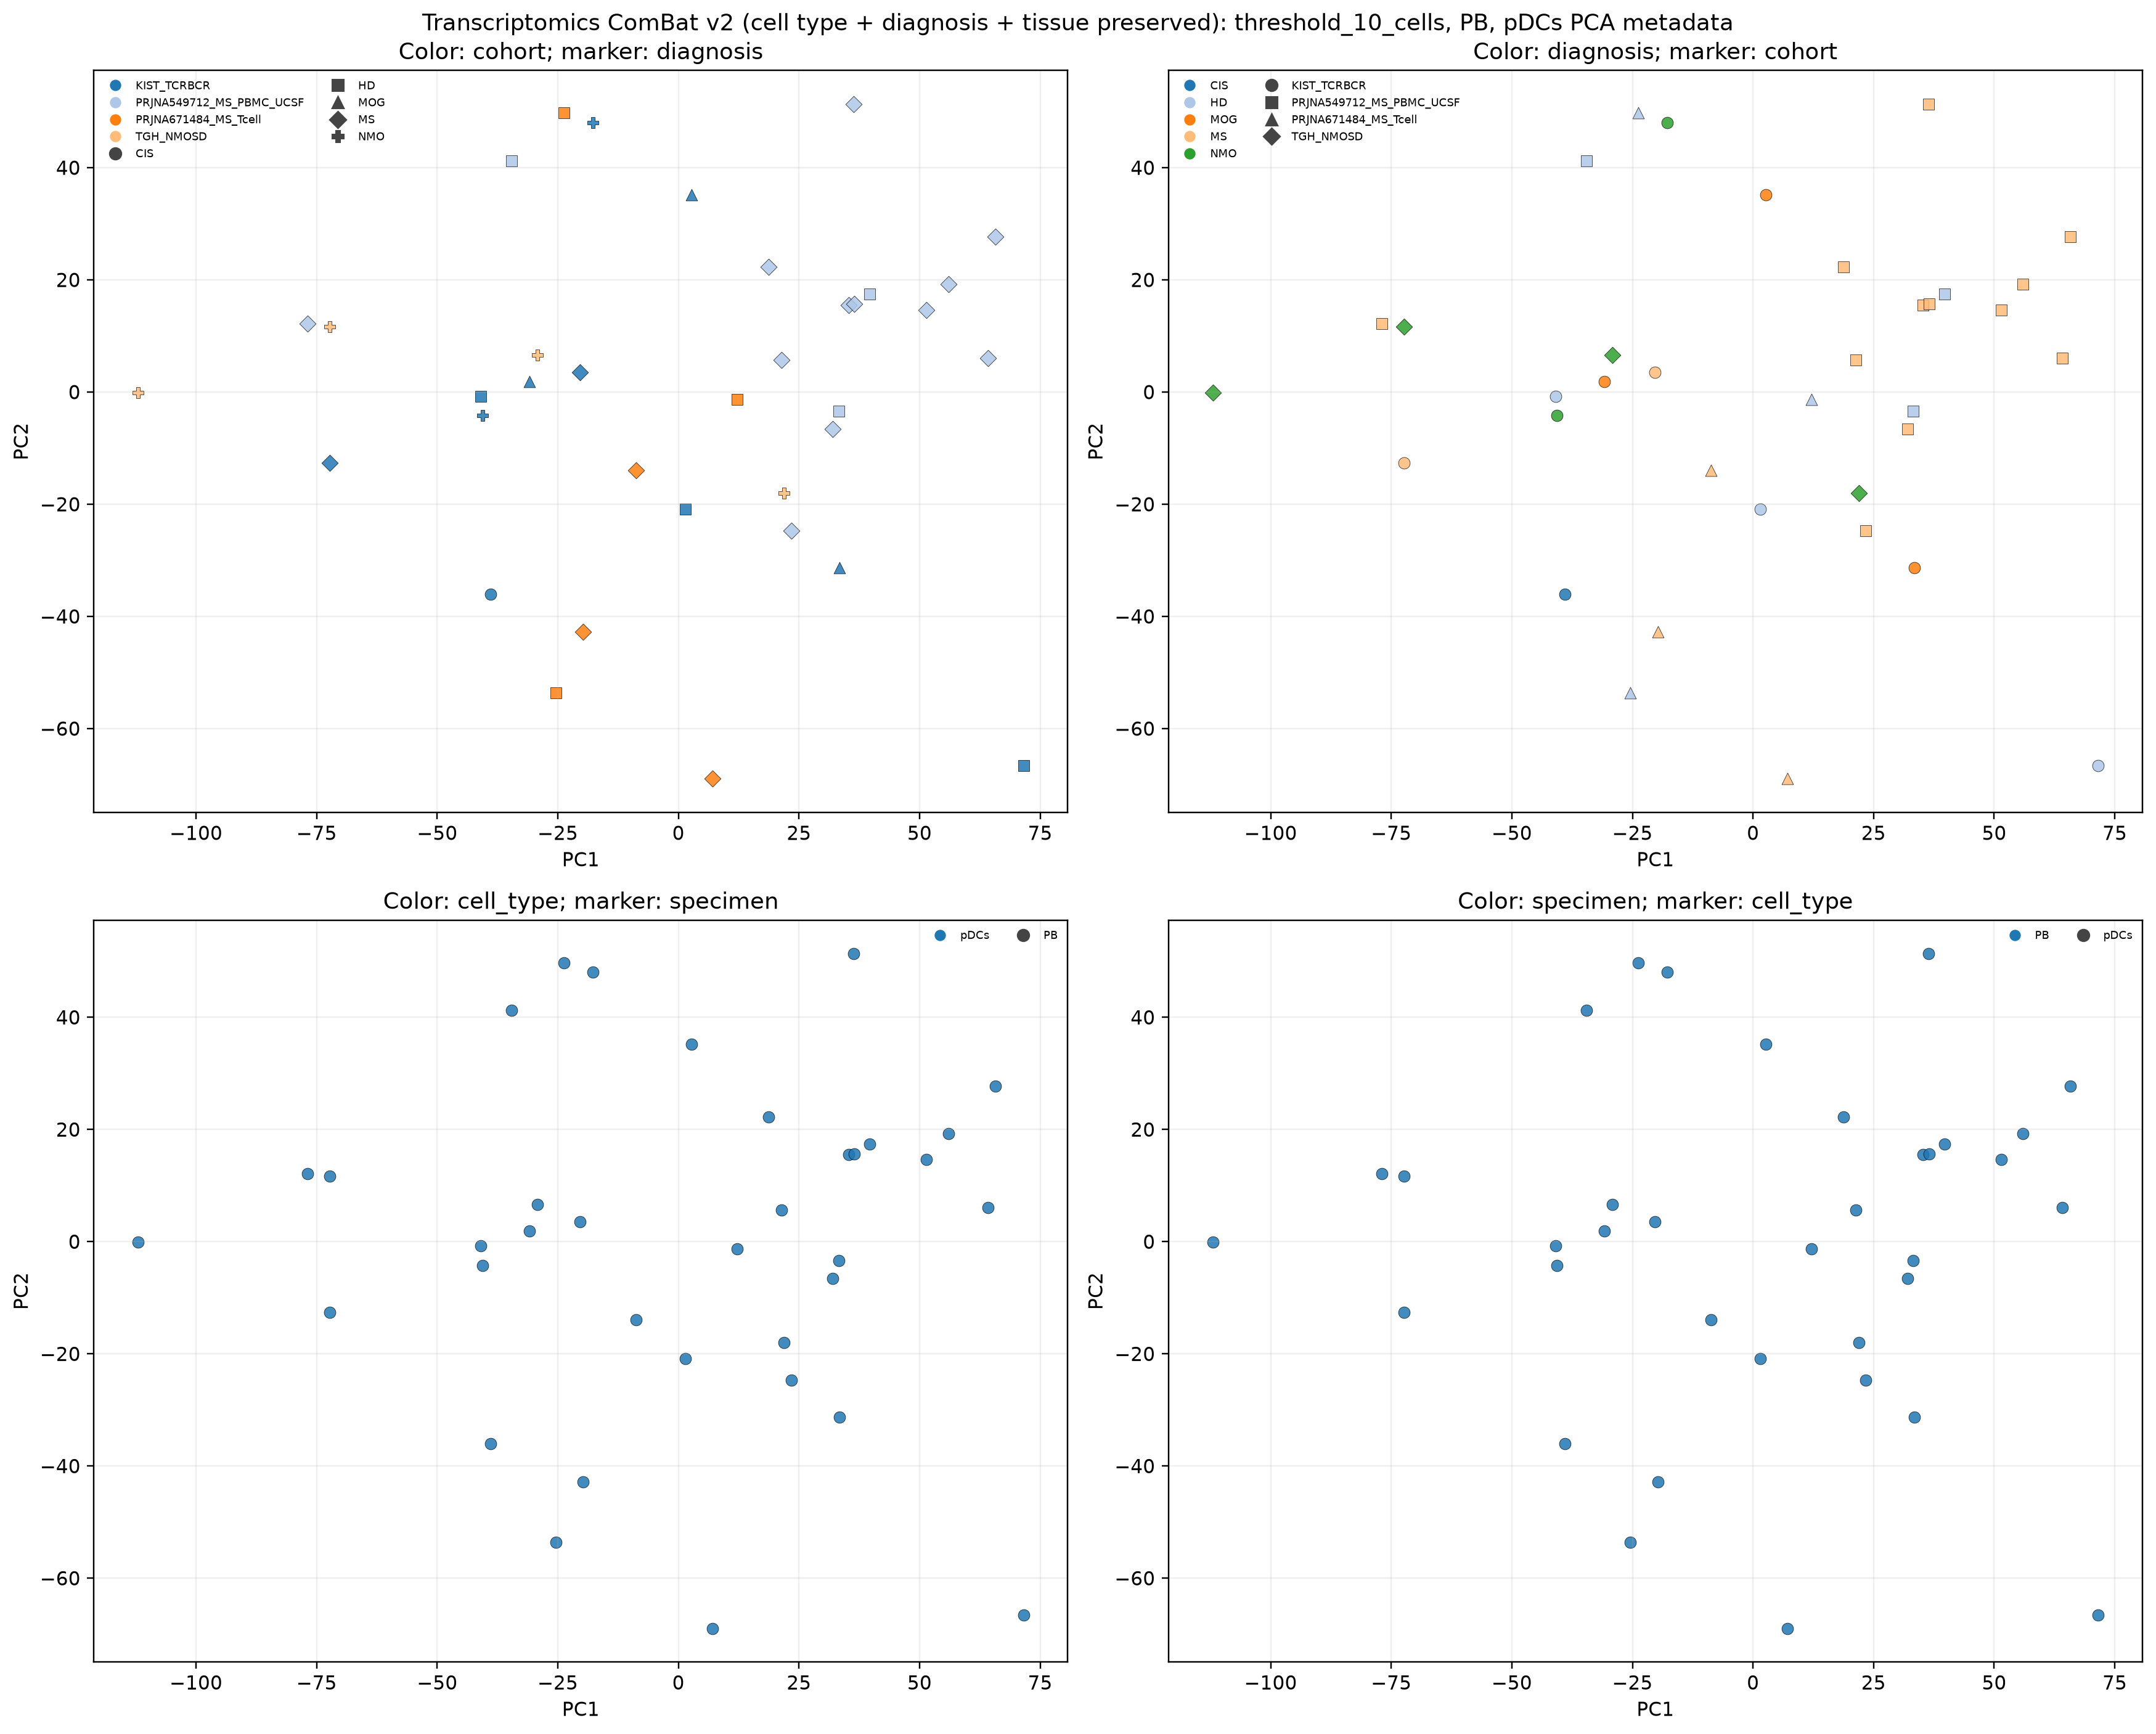 Transcriptomics ComBat v2 (cell type + diagnosis + tissue preserved): threshold_10_cells, PB, pDCs PCA metadata
Color: cohort; marker: diagnosis
KIST_TCRBCR
PRJNA549712_MS_PBMC_UCSF
PRJNA671484_MS_Tcell
TGH_NMOSD
CIS
HD
MOG
MS
NMO
40
20
0
−20
−40
−60
PC2
−100 −75 −50 −25 0 25 50 75
PC1
Color: diagnosis; marker: cohort
CIS
HD
MOG
MS
NMO
KIST_TCRBCR
PRJNA549712_MS_PBMC_UCSF
PRJNA671484_MS_Tcell
TGH_NMOSD
40
20
0
−20
−40
−60
PC2
−100 −75 −50 −25 0 25 50 75
PC1
Color: cell_type; marker: specimen
pDCs PB
40
20
0
−20
−40
−60
PC2
−100 −75 −50 −25 0 25 50 75
PC1
Color: specimen; marker: cell_type
PB pDCs
40
20
0
−20
−40
−60
PC2
−100 −75 −50 −25 0 25 50 75
PC1